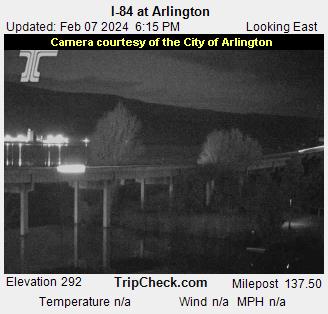 I-84 at Arlington
Updated: Feb 07 2024 6:15 PM Looking East
Camera courtesy of the City of Arlington
Elevation 292 TripCheck.com Milepost 137.50
Temperature n/a Wind n/a MPH n/a